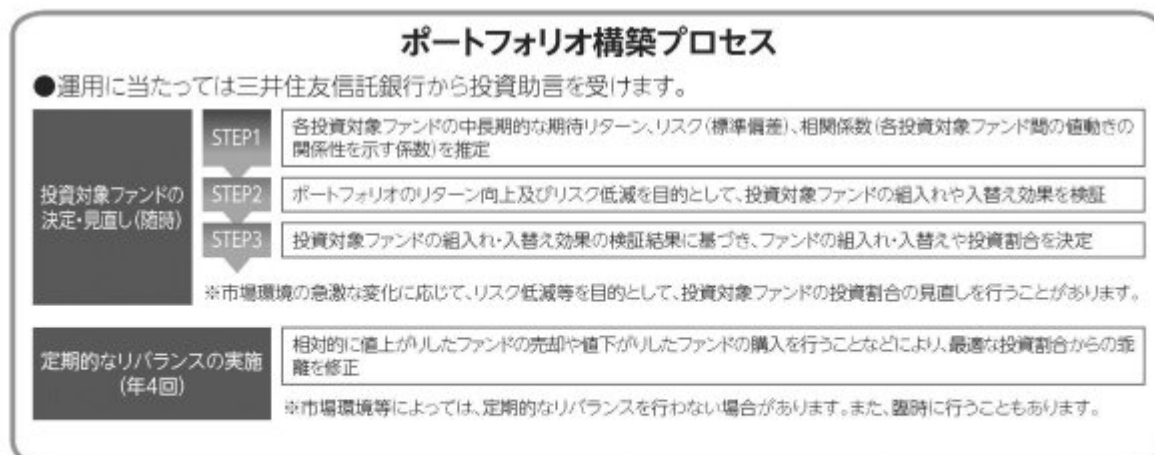 ポートフォリオ構築プロセス
●運用に当たっては三井住友信託銀行から投資助言を受けます。
投資対象ファンドの
決定・見直し(随時)
STEP1
各投資対象ファンドの中長期的な期待リターン、リスク(標準偏差)、相関係数(各投資対象ファンド間の値動きの
関係性を示す係数)を推定
STEP2
ポートフォリオのリターン向上及びリスク低減を目的として、投資対象ファンドの組入れや入替え効果を検証
STEP3
投資対象ファンドの組入れ・入替え効果の検証結果に基づき、ファンドの組入れ・入替えや投資割合を決定
※市場環境の急激な変化に応じて、リスク低減等を目的として、投資対象ファンドの投資割合の見直しを行うことがあります。
定期的なリバランスの実施
(年4回)
相対的に値上がりしたファンドの売却や値下がりしたファンドの購入を行うことなどにより、最適な投資割合からの乖
離を修正
※市場環境等によっては、定期的なリバランスを行わない場合があります。また、臨時に行うこともあります。